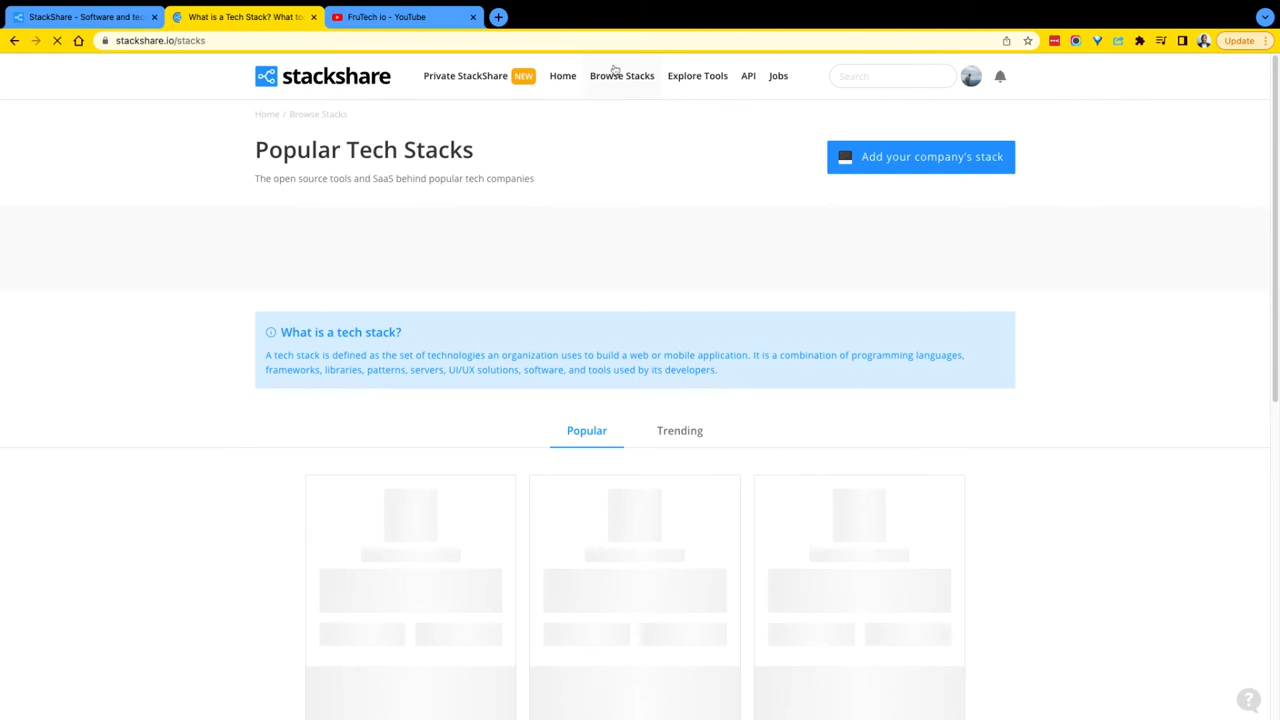 StackShare - Software and tec
What is a Tech Stack? What too
FruTech io - YouTube
stackshare.io/stacks
Update
stackshare
Private StackShare NEW
Home
Browse Stacks
Explore Tools
API
Jobs
Search
Home / Browse Stacks
Popular Tech Stacks
Add your company's stack
The open source tools and SaaS behind popular tech companies
What is a tech stack?
A tech stack is defined as the set of technologies an organization uses to build a web or mobile application. It is a combination of programming languages,
frameworks, libraries, patterns, servers, UI/UX solutions, software, and tools used by its developers.
Popular
Trending